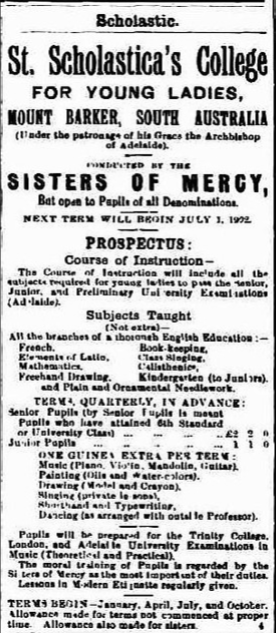 Scholastic.
St. Scholastica's College
FOR YOUNG LADIES,
MOUNT BARKER, SOUTH AUSTRALIA
(Under the patronage of his Grace the Archbishop
of Adelaide).
CONDUCTED BY THE
SISTERS OF MERCY,
But open to Pupils of all Denominations.
NEXT TERM WILL BEGIN JULY 1, 1902.
PROSPECTUS:
Course of Instruction—
The Course of Instruction will include all the
subjects required for young ladies to pass the Senior,
Junior, and Preliminary University Examinations
(Adelaide).
Subjects Taught
(Not extra)—
All the branches of a thorough English Education:—
French, Book-keeping,
Elements of Latin, Class Singing,
Mathematics, Calisthenics,
Freehand Drawing, Kindergarten (to Juniors).
and Plain and Ornamental Needlework.
TERMS, QUARTERLY, IN ADVANCE:
Senior Pupils (by Senior Pupils is meant
Pupils who have attained 6th Standard
or University Class) ... £2 2 0
Junior Pupils ... 1 1 0
ONE GUINEA EXTRA PER TERM:
Music (Piano, Violin, Mandolin, Guitar).
Painting (Oils and Water-colors).
Drawing (Model and Crayon).
Singing (private lessons),
Shorthand and Typewriting,
Dancing (as arranged with outside Professor).
Pupils will be prepared for the Trinity College,
London, and Adelaide University Examinations in
Music (Theoretical and Practical).
The moral training of Pupils is regarded by the
Sisters of Mercy as the most important of their duties.
Lessons in Modern Etiquette regularly given.
TERMS BEGIN—January, April, July, and October.
Allowance made for terms not commenced at proper
time. Allowance also made for sisters. 4